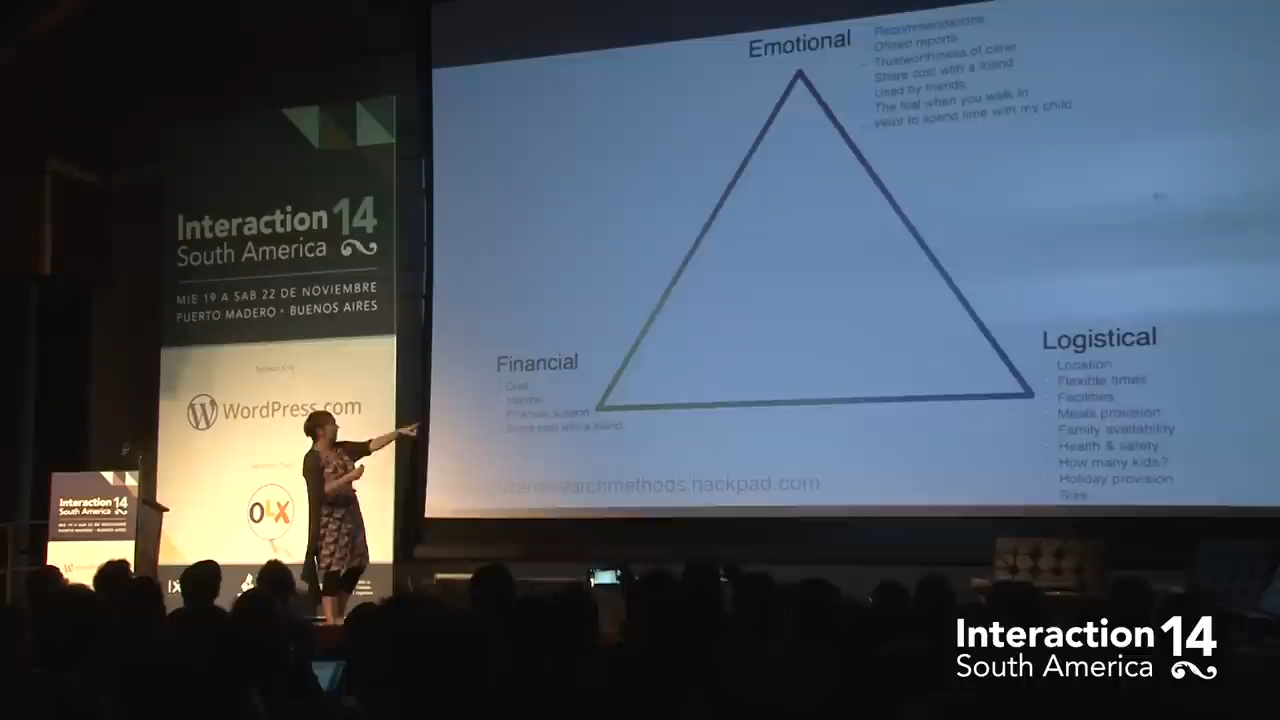 Interaction 14
South America
MIE 19 A SAB 22 DE NOVIEMBRE
PUERTO MADERO • BUENOS AIRES
WordPress.com
OLX
Interaction 14
South America
Emotional
Recommendations
Ofsted reports
Trustworthiness of carer
Share cost with a friend
Used by friends
The feel when you walk in
Want to spend time with my child
Financial
Cost
Financial support
Share cost with a friend
Logistical
Location
Flexible times
Facilities
Meals provision
Family availability
Health & safety
How many kids?
Holiday provision
Size
hackpad.com
Interaction 14
South America